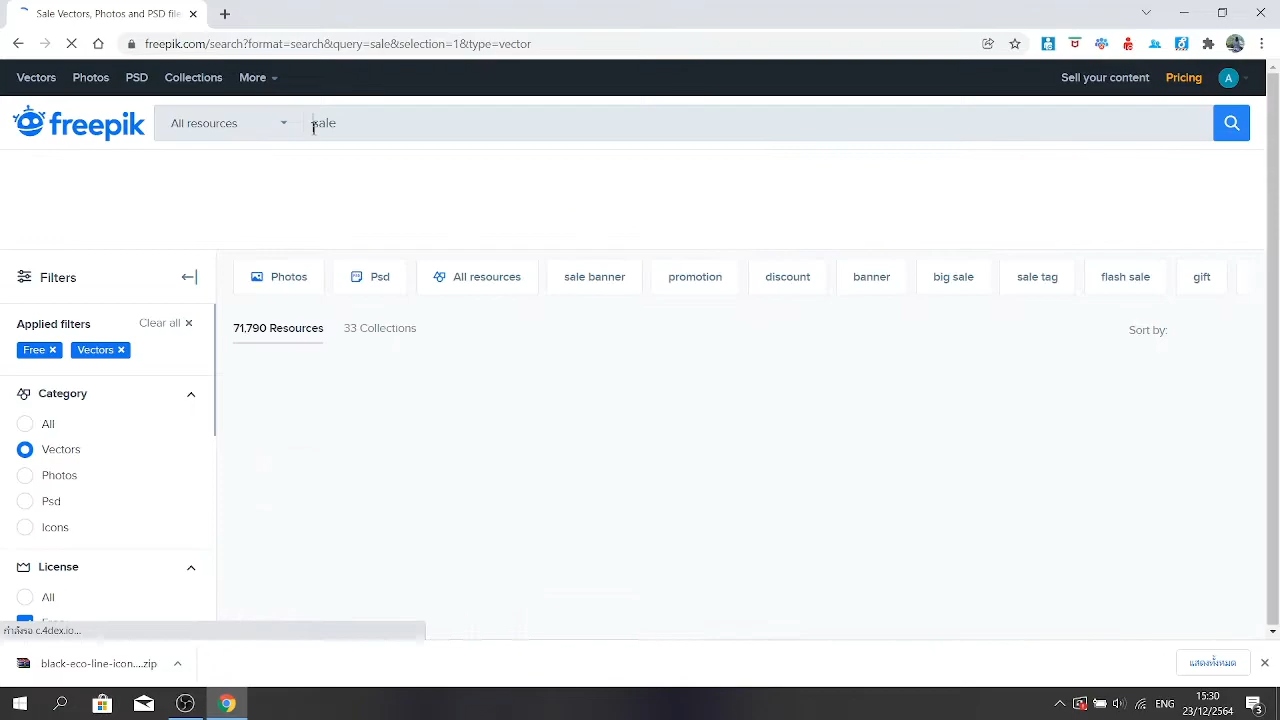 Sale Vectors, Photos and PSD file
freepik.com/search?format=search&query=sale&selection=1&type=vector
Vectors Photos PSD Collections More Sell your content Pricing A
freepik All resources sale
Filters Photos Psd All resources sale banner promotion discount banner big sale sale tag flash sale gift
Applied filters Clear all
71.790 Resources 33 Collections Sort by:
Free Vectors
Category
All
Vectors
Photos
Psd
Icons
License
All
c.4dex.io...
black-eco-line-icon....zip แสดงทั้งหมด
15:30
ENG
23/12/2564
3